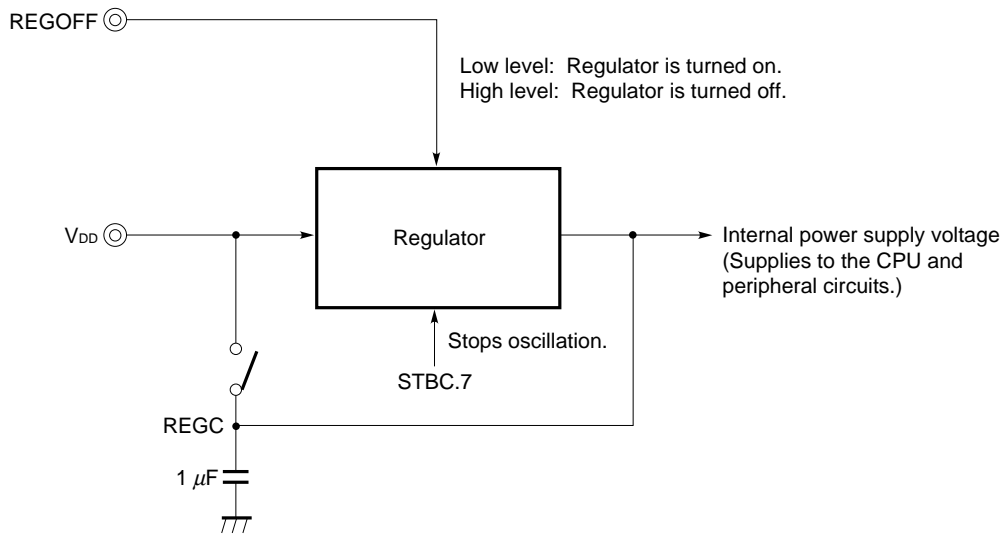 REGOFF
Low level: Regulator is turned on.
High level: Regulator is turned off.
VDD
Regulator
Internal power supply voltage
(Supplies to the CPU and
peripheral circuits.)
Stops oscillation.
STBC.7
REGC
1 μF